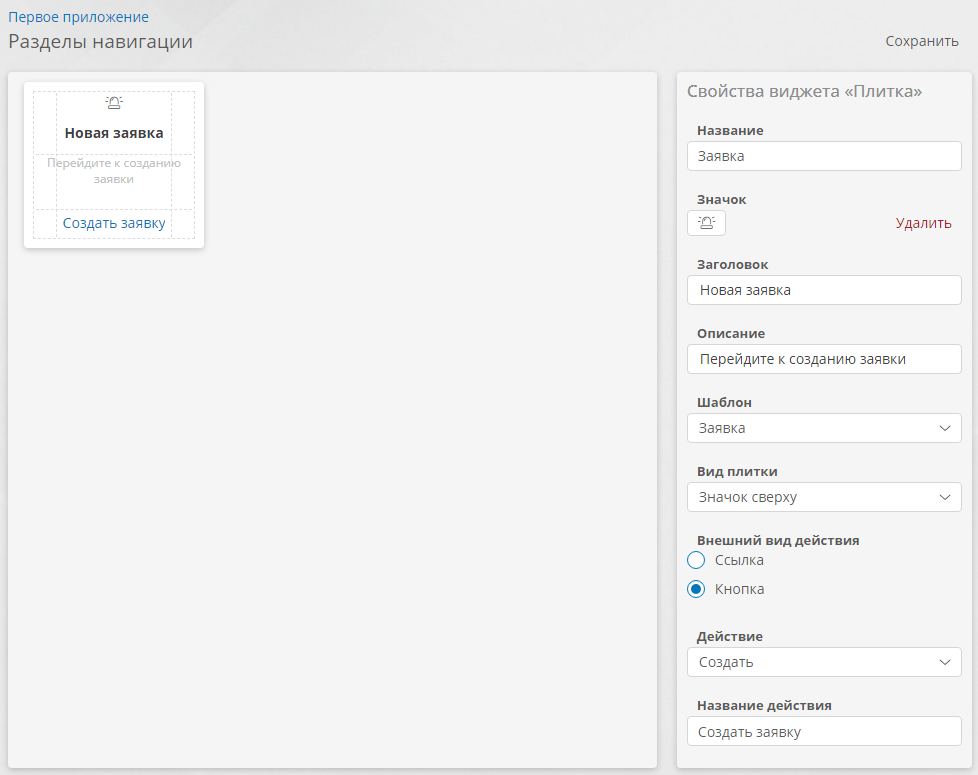 Первое приложение
Разделы навигации
Сохранить
Новая заявка
Перейдите к созданию
заявки
Создать заявку
Свойства виджета «Плитка»
Название
Заявка
Значок
Удалить
Заголовок
Новая заявка
Описание
Перейдите к созданию заявки
Шаблон
Заявка
Вид плитки
Значок сверху
Внешний вид действия
Ссылка
Кнопка
Действие
Создать
Название действия
Создать заявку